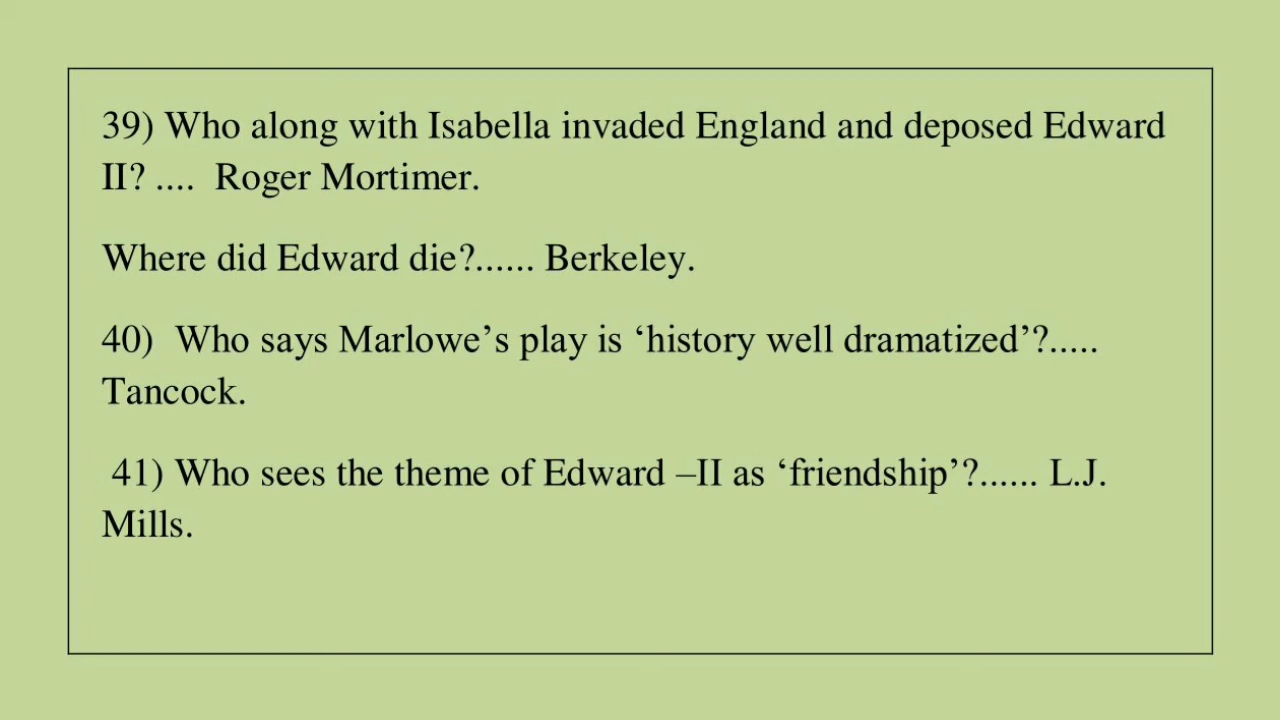 39) Who along with Isabella invaded England and deposed Edward
II? ....  Roger Mortimer.
Where did Edward die?...... Berkeley.
40)  Who says Marlowe’s play is ‘history well dramatized’?.....
Tancock.
41) Who sees the theme of Edward –II as ‘friendship’?...... L.J.
Mills.